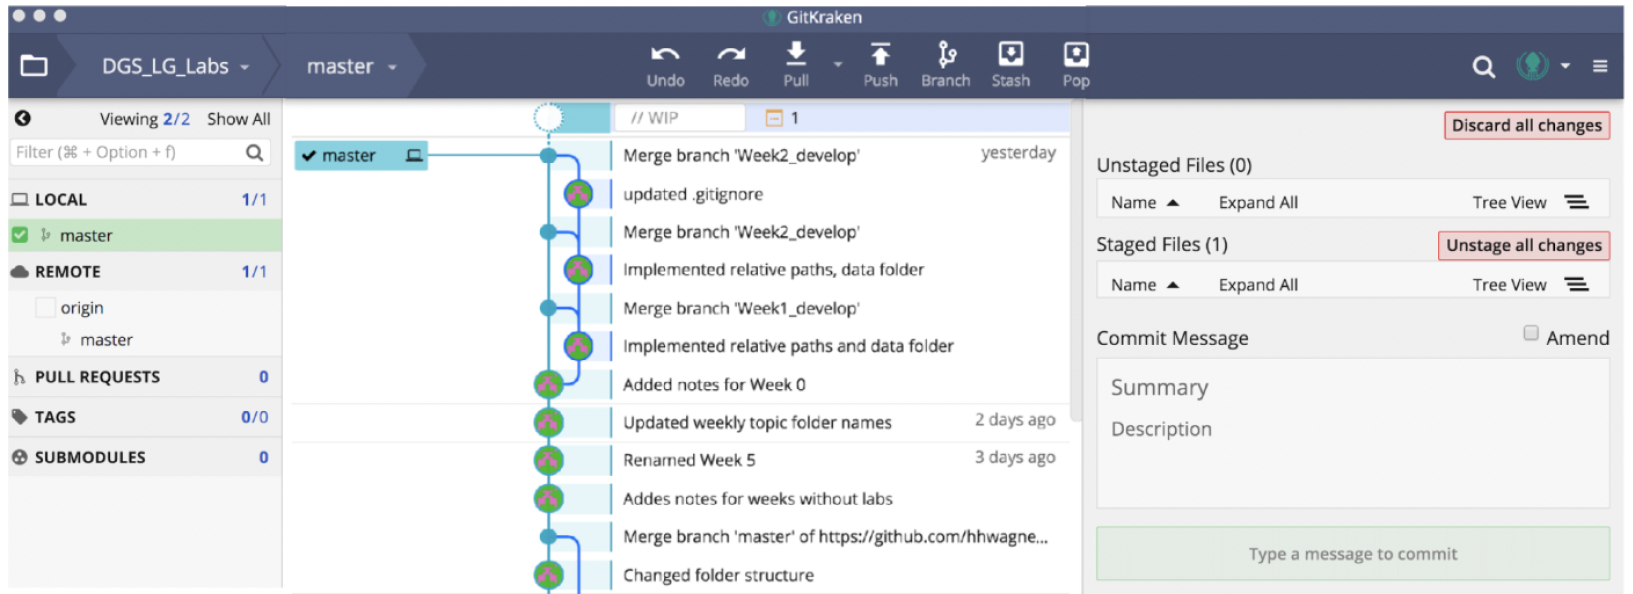 GitKraken
DGS_LG_Labs
master
Undo
Redo
Pull
Push
Branch
Stash
Pop
Viewing 2/2 Show All
Filter (⌘ + Option + f)
LOCAL 1/1
master
REMOTE 1/1
origin
master
PULL REQUESTS 0
TAGS 0/0
SUBMODULES 0
// WIP 1
master
Merge branch 'Week2_develop' yesterday
updated .gitignore
Merge branch 'Week2_develop'
Implemented relative paths, data folder
Merge branch 'Week1_develop'
Implemented relative paths and data folder
Added notes for Week 0
Updated weekly topic folder names 2 days ago
Renamed Week 5 3 days ago
Addes notes for weeks without labs
Merge branch 'master' of https://github.com/hhwagne...
Changed folder structure
Discard all changes
Unstaged Files (0)
Name Expand All Tree View
Staged Files (1) Unstage all changes
Name Expand All Tree View
Commit Message Amend
Summary
Description
Type a message to commit